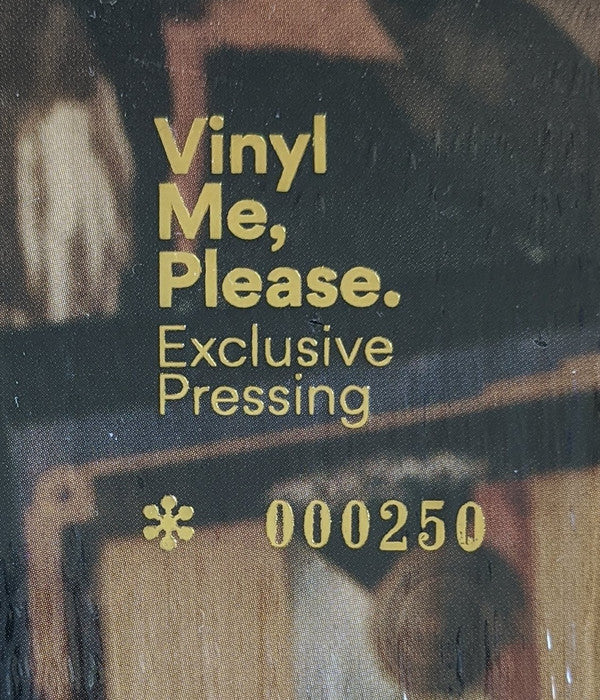 Vinyl
Me,
Please.
Exclusive
Pressing
* 000250